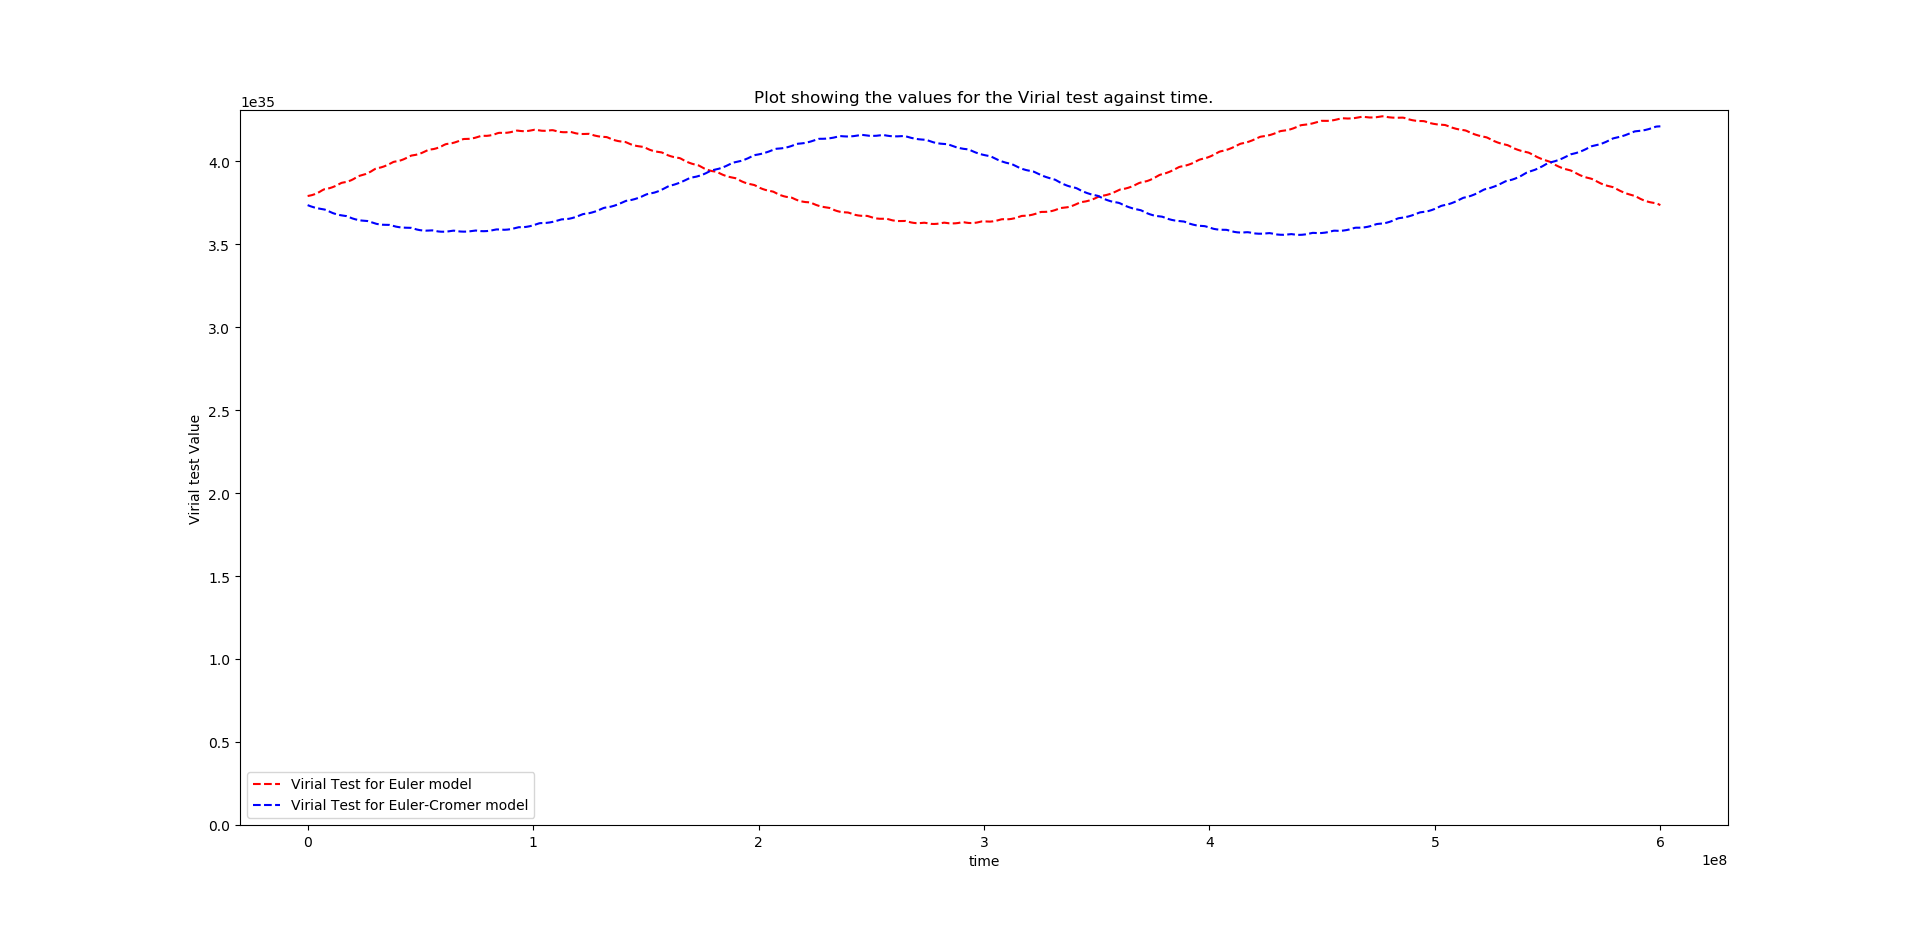 Plot showing the values for the Virial test against time.
1e35
4.0
3.5
3.0
2.5
2.0
1.5
1.0
0.5
0.0
Virial test Value
Virial Test for Euler model
Virial Test for Euler-Cromer model
0 1 2 3 4 5 6
time
1e8